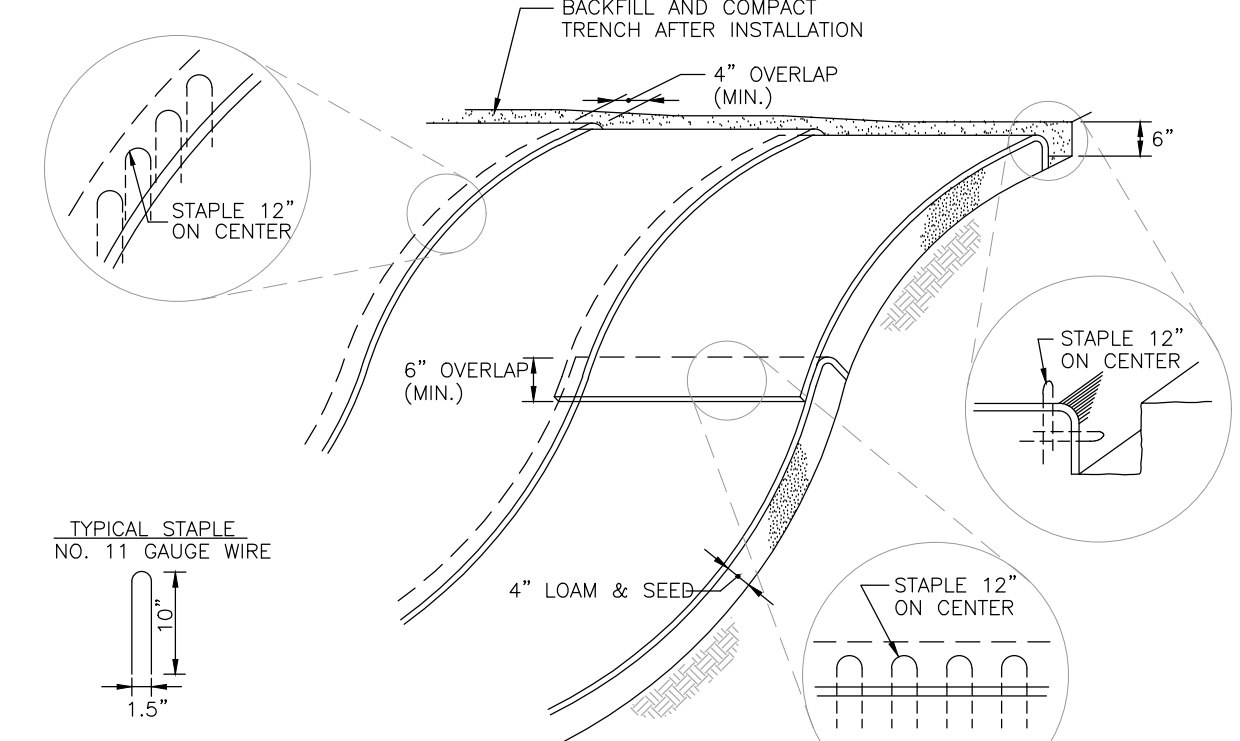 BACKFILL AND COMPACT
TRENCH AFTER INSTALLATION
4” OVERLAP
(MIN.)
6”
STAPLE 12”
ON CENTER
STAPLE 12”
ON CENTER
6” OVERLAP
(MIN.)
TYPICAL STAPLE
NO. 11 GAUGE WIRE
10”
1.5”
4” LOAM & SEED
STAPLE 12”
ON CENTER